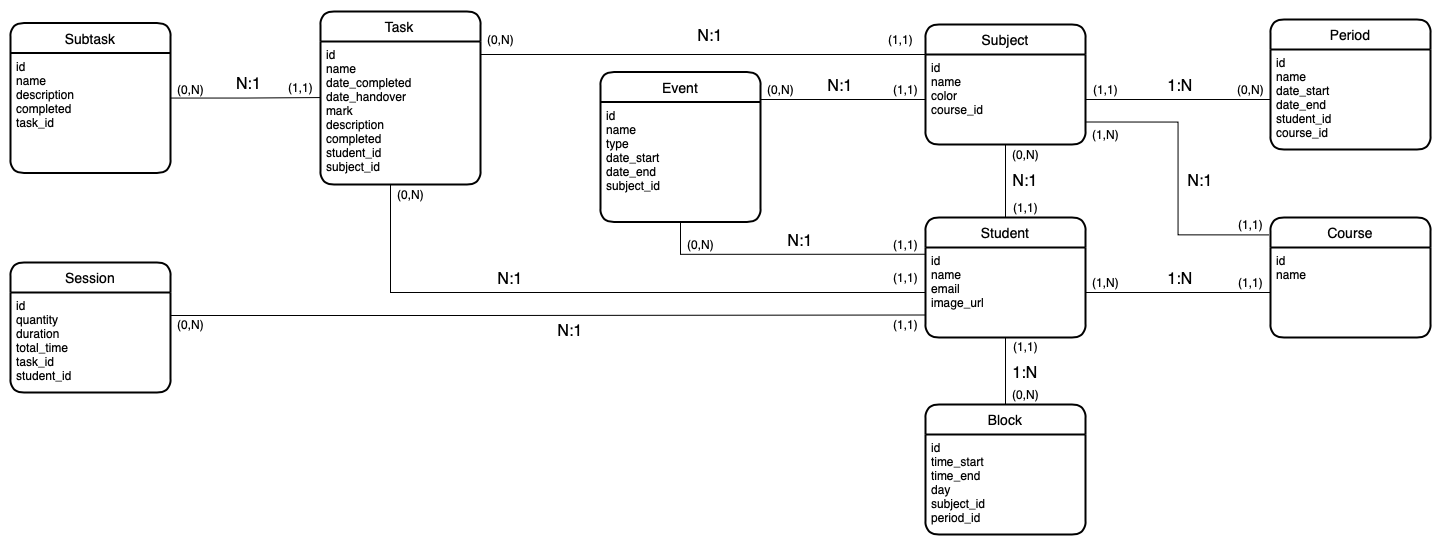 Subtask
id
name
description
completed
task_id
(0,N)
N:1
(1,1)
Task
id
name
date_completed
date_handover
mark
description
completed
student_id
subject_id
(0,N)
N:1
(1,1)
(0,N)
Event
id
name
type
date_start
date_end
subject_id
(0,N)
N:1
(1,1)
(0,N)
N:1
(1,1)
Subject
id
name
color
course_id
(1,1)
1:N
(0,N)
(1,N)
N:1
(1,1)
(0,N)
N:1
(1,1)
Period
id
name
date_start
date_end
student_id
course_id
Student
id
name
email
image_url
(1,N)
1:N
(1,1)
Course
id
name
N:1
(1,1)
Session
id
quantity
duration
total_time
task_id
student_id
(0,N)
N:1
(1,1)
(1,1)
1:N
(0,N)
Block
id
time_start
time_end
day
subject_id
period_id